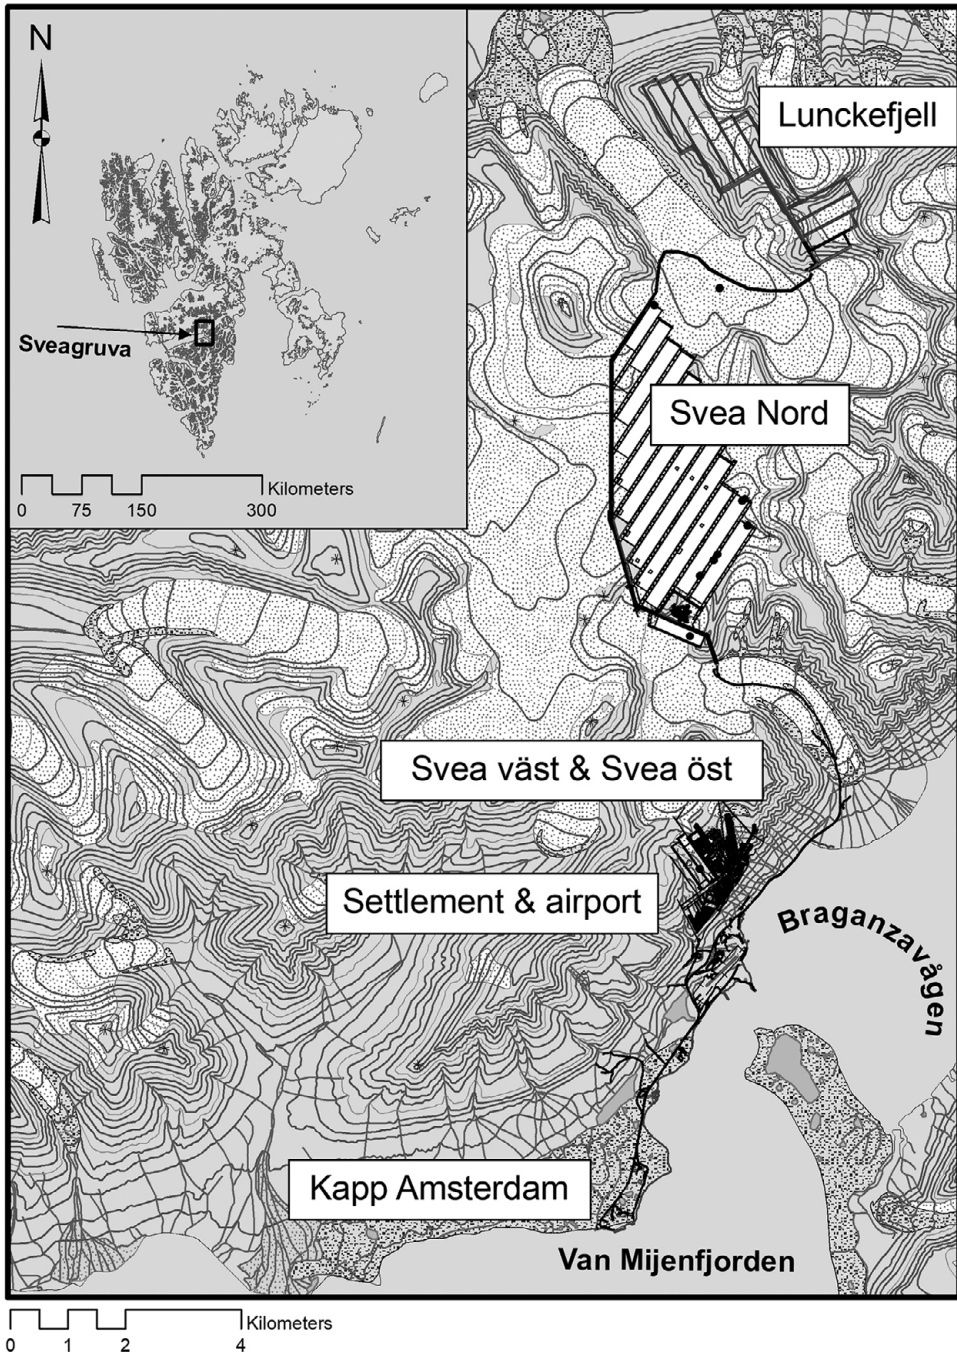 N
Lunckefjell
Sveagruva
Svea Nord
Kilometers
0 75 150 300
Svea väst & Svea öst
Settlement & airport
Braganzavågen
Kapp Amsterdam
Van Mijenfjorden
Kilometers
0 1 2 4